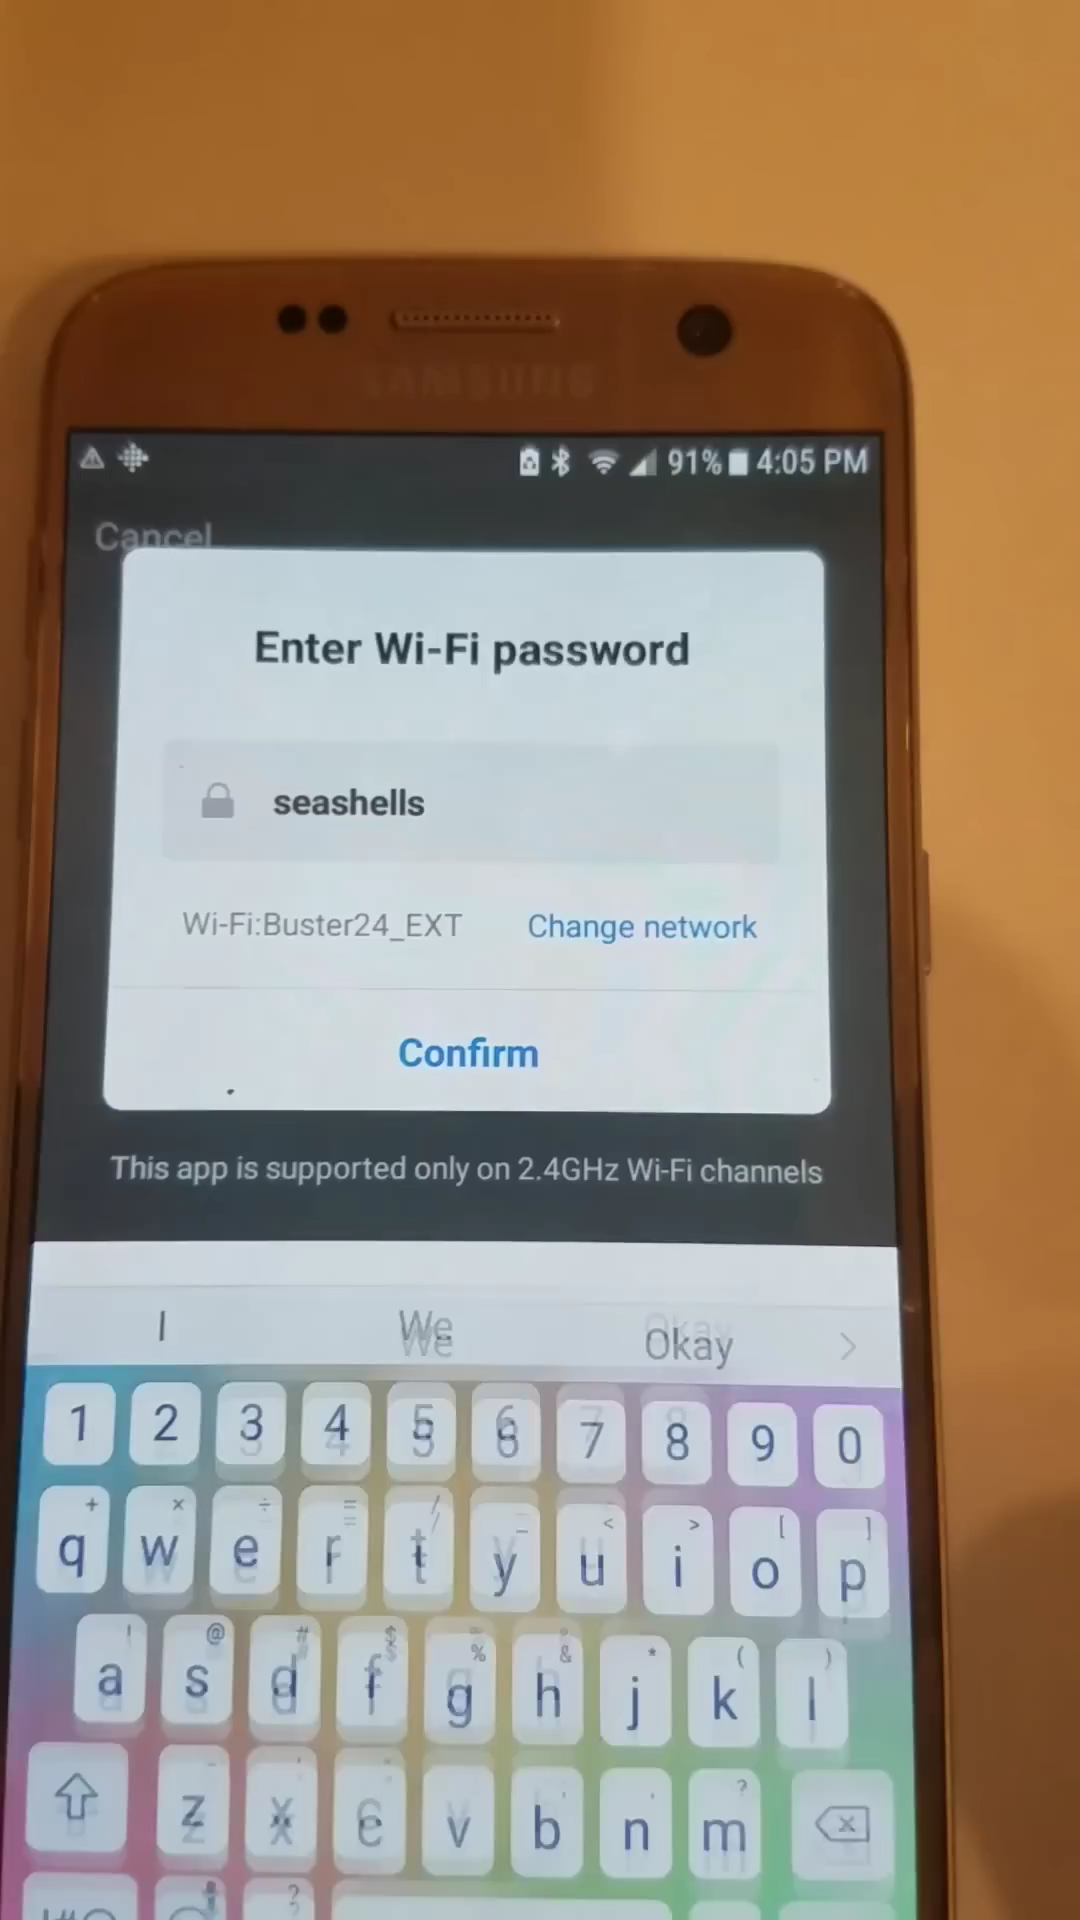 SAMSUNG
91% 4:05 PM
Cancel
Enter Wi-Fi password
seashells
Wi-Fi:Buster24_EXT Change network
Confirm
This app is supported only on 2.4GHz Wi-Fi channels
I We Okay >
1 2 3 4 5 6 7 8 9 0
+ × ÷ = / _ < > [ ]
q w e r t y u i o p
! @ # $ % & * ( )
a s d f g h j k l
- ' " : ; , ?
z x c v b n m
?